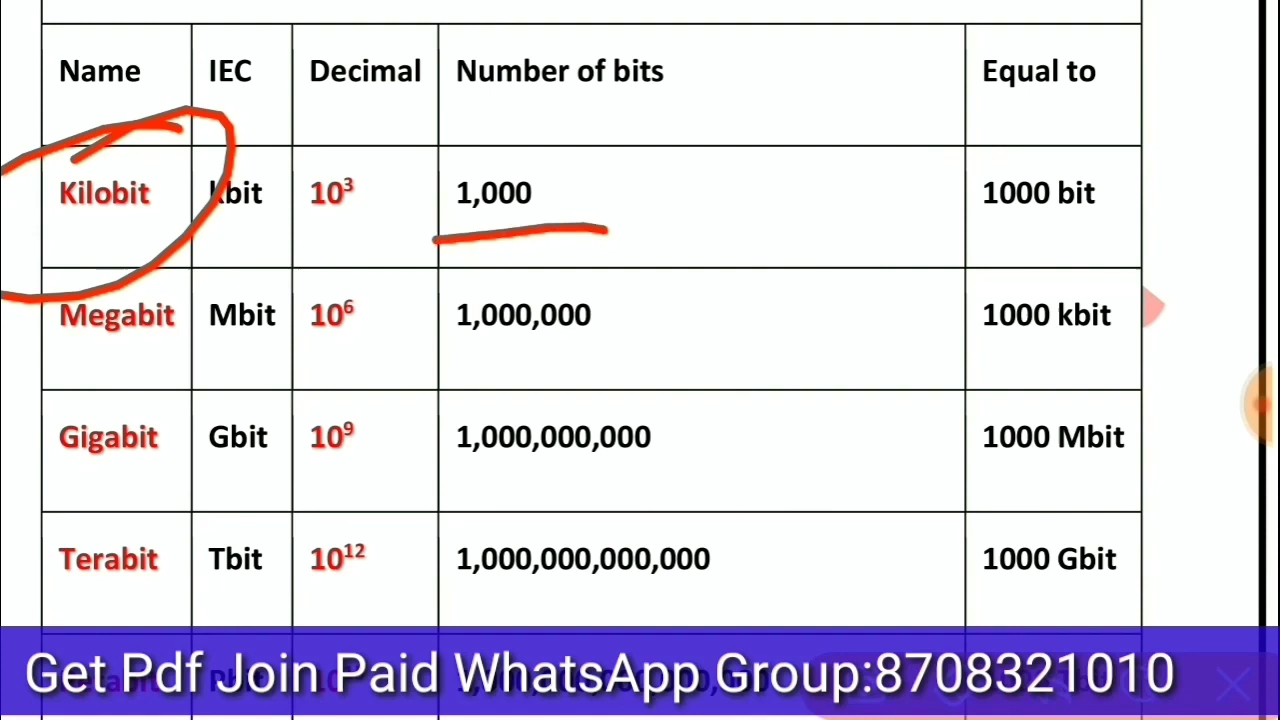 Name IEC Decimal Number of bits Equal to
Kilobit kbit 10³ 1,000 1000 bit
Megabit Mbit 10⁶ 1,000,000 1000 kbit
Gigabit Gbit 10⁹ 1,000,000,000 1000 Mbit
Terabit Tbit 10¹² 1,000,000,000,000 1000 Gbit
Get Pdf Join Paid WhatsApp Group:8708321010